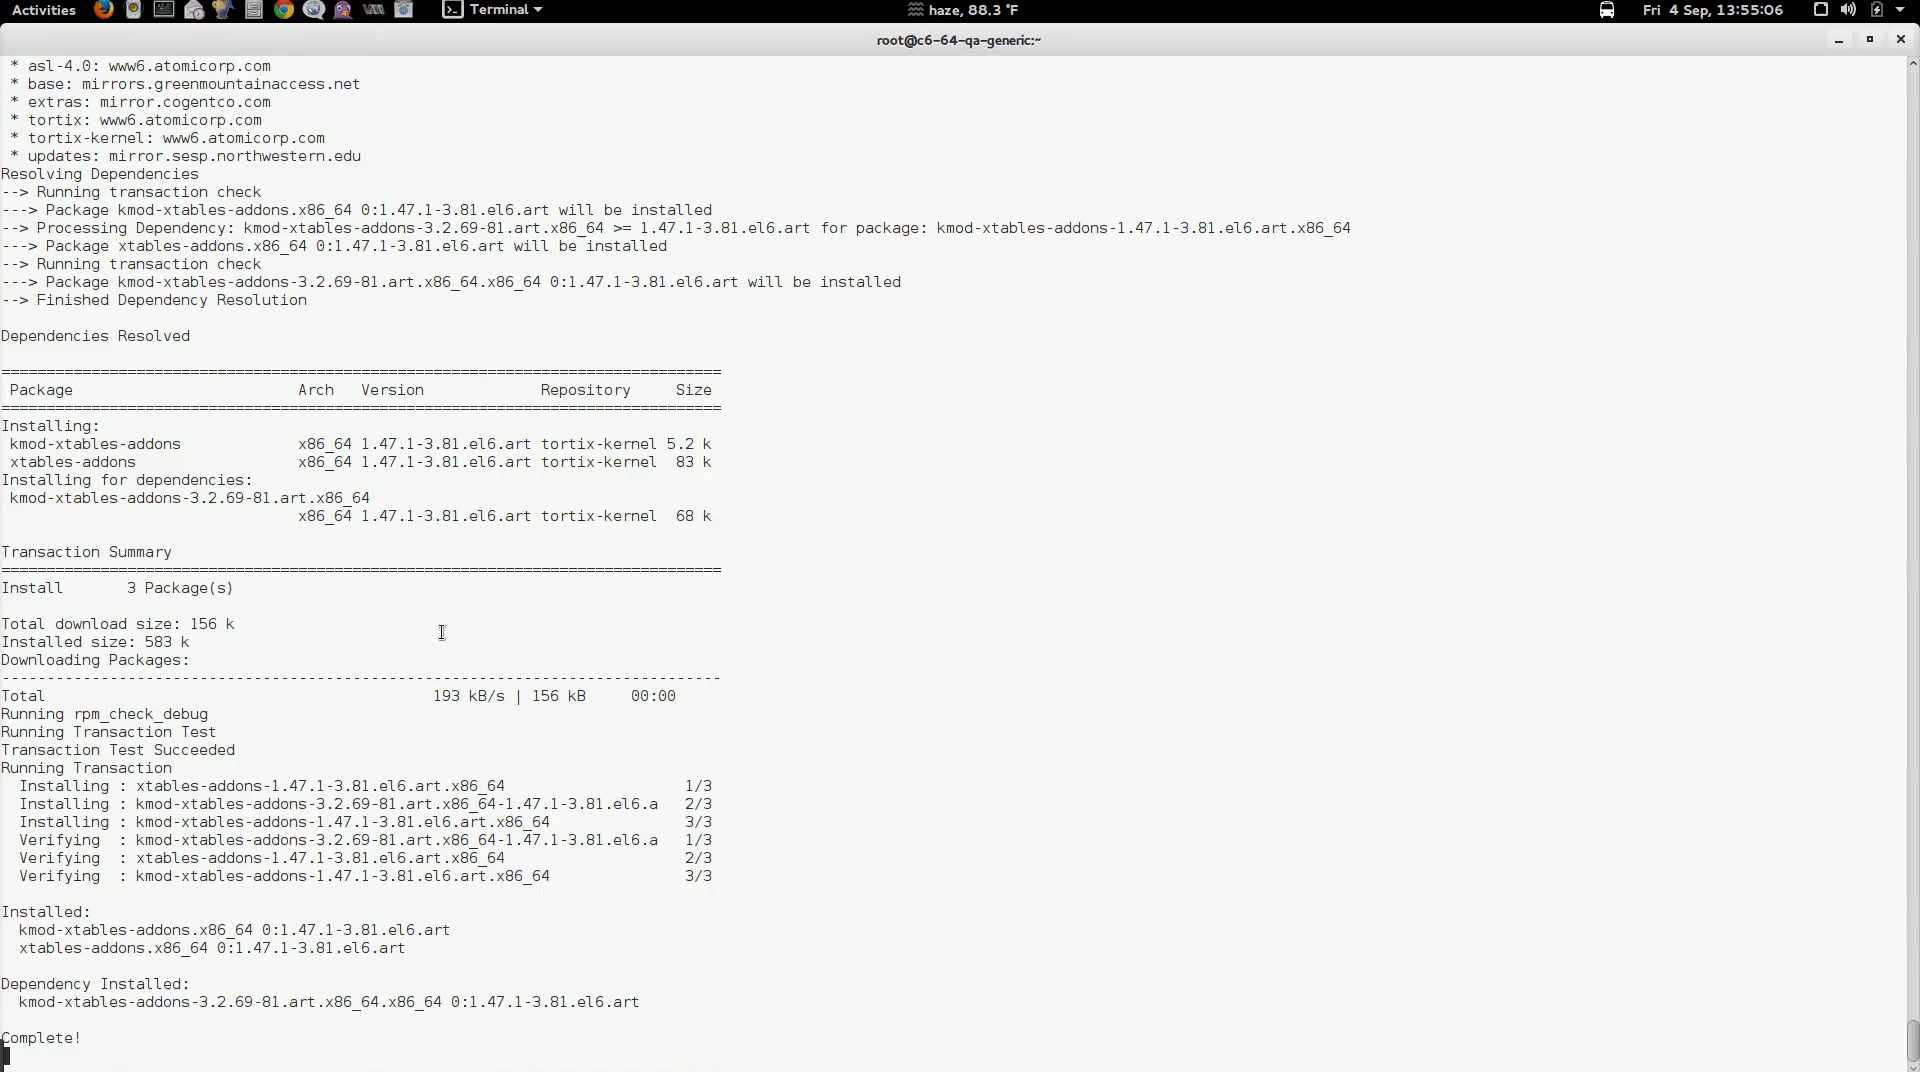 Activities Terminal haze, 88.3 °F Fri 4 Sep, 13:55:06
root@c6-64-qa-generic:~
* asl-4.0: www6.atomicorp.com
* base: mirrors.greenmountainaccess.net
* extras: mirror.cogentco.com
* tortix: www6.atomicorp.com
* tortix-kernel: www6.atomicorp.com
* updates: mirror.sesp.northwestern.edu
Resolving Dependencies
--> Running transaction check
---> Package kmod-xtables-addons.x86_64 0:1.47.1-3.81.el6.art will be installed
--> Processing Dependency: kmod-xtables-addons-3.2.69-81.art.x86_64 >= 1.47.1-3.81.el6.art for package: kmod-xtables-addons-1.47.1-3.81.el6.art.x86_64
---> Package xtables-addons.x86_64 0:1.47.1-3.81.el6.art will be installed
--> Running transaction check
---> Package kmod-xtables-addons-3.2.69-81.art.x86_64.x86_64 0:1.47.1-3.81.el6.art will be installed
--> Finished Dependency Resolution
Dependencies Resolved
================================================================================
Package Arch Version Repository Size
================================================================================
Installing:
kmod-xtables-addons x86_64 1.47.1-3.81.el6.art tortix-kernel 5.2 k
xtables-addons x86_64 1.47.1-3.81.el6.art tortix-kernel 83 k
Installing for dependencies:
kmod-xtables-addons-3.2.69-81.art.x86_64
x86_64 1.47.1-3.81.el6.art tortix-kernel 68 k
Transaction Summary
================================================================================
Install 3 Package(s)
Total download size: 156 k
Installed size: 583 k
Downloading Packages:
--------------------------------------------------------------------------------
Total 193 kB/s | 156 kB 00:00
Running rpm_check_debug
Running Transaction Test
Transaction Test Succeeded
Running Transaction
Installing : xtables-addons-1.47.1-3.81.el6.art.x86_64 1/3
Installing : kmod-xtables-addons-3.2.69-81.art.x86_64-1.47.1-3.81.el6.a 2/3
Installing : kmod-xtables-addons-1.47.1-3.81.el6.art.x86_64 3/3
Verifying : kmod-xtables-addons-3.2.69-81.art.x86_64-1.47.1-3.81.el6.a 1/3
Verifying : xtables-addons-1.47.1-3.81.el6.art.x86_64 2/3
Verifying : kmod-xtables-addons-1.47.1-3.81.el6.art.x86_64 3/3
Installed:
kmod-xtables-addons.x86_64 0:1.47.1-3.81.el6.art
xtables-addons.x86_64 0:1.47.1-3.81.el6.art
Dependency Installed:
kmod-xtables-addons-3.2.69-81.art.x86_64.x86_64 0:1.47.1-3.81.el6.art
Complete!